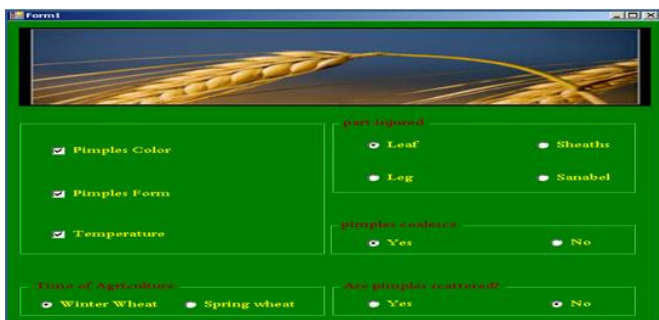 Form1
part injured
Pimples Color
Leaf
Sheaths
Leg
Sanabel
Pimples Form
pimples coalesce
Temperature
Yes
No
Time of Agriculture
Are pimples scattered?
Winter Wheat
Spring wheat
Yes
No